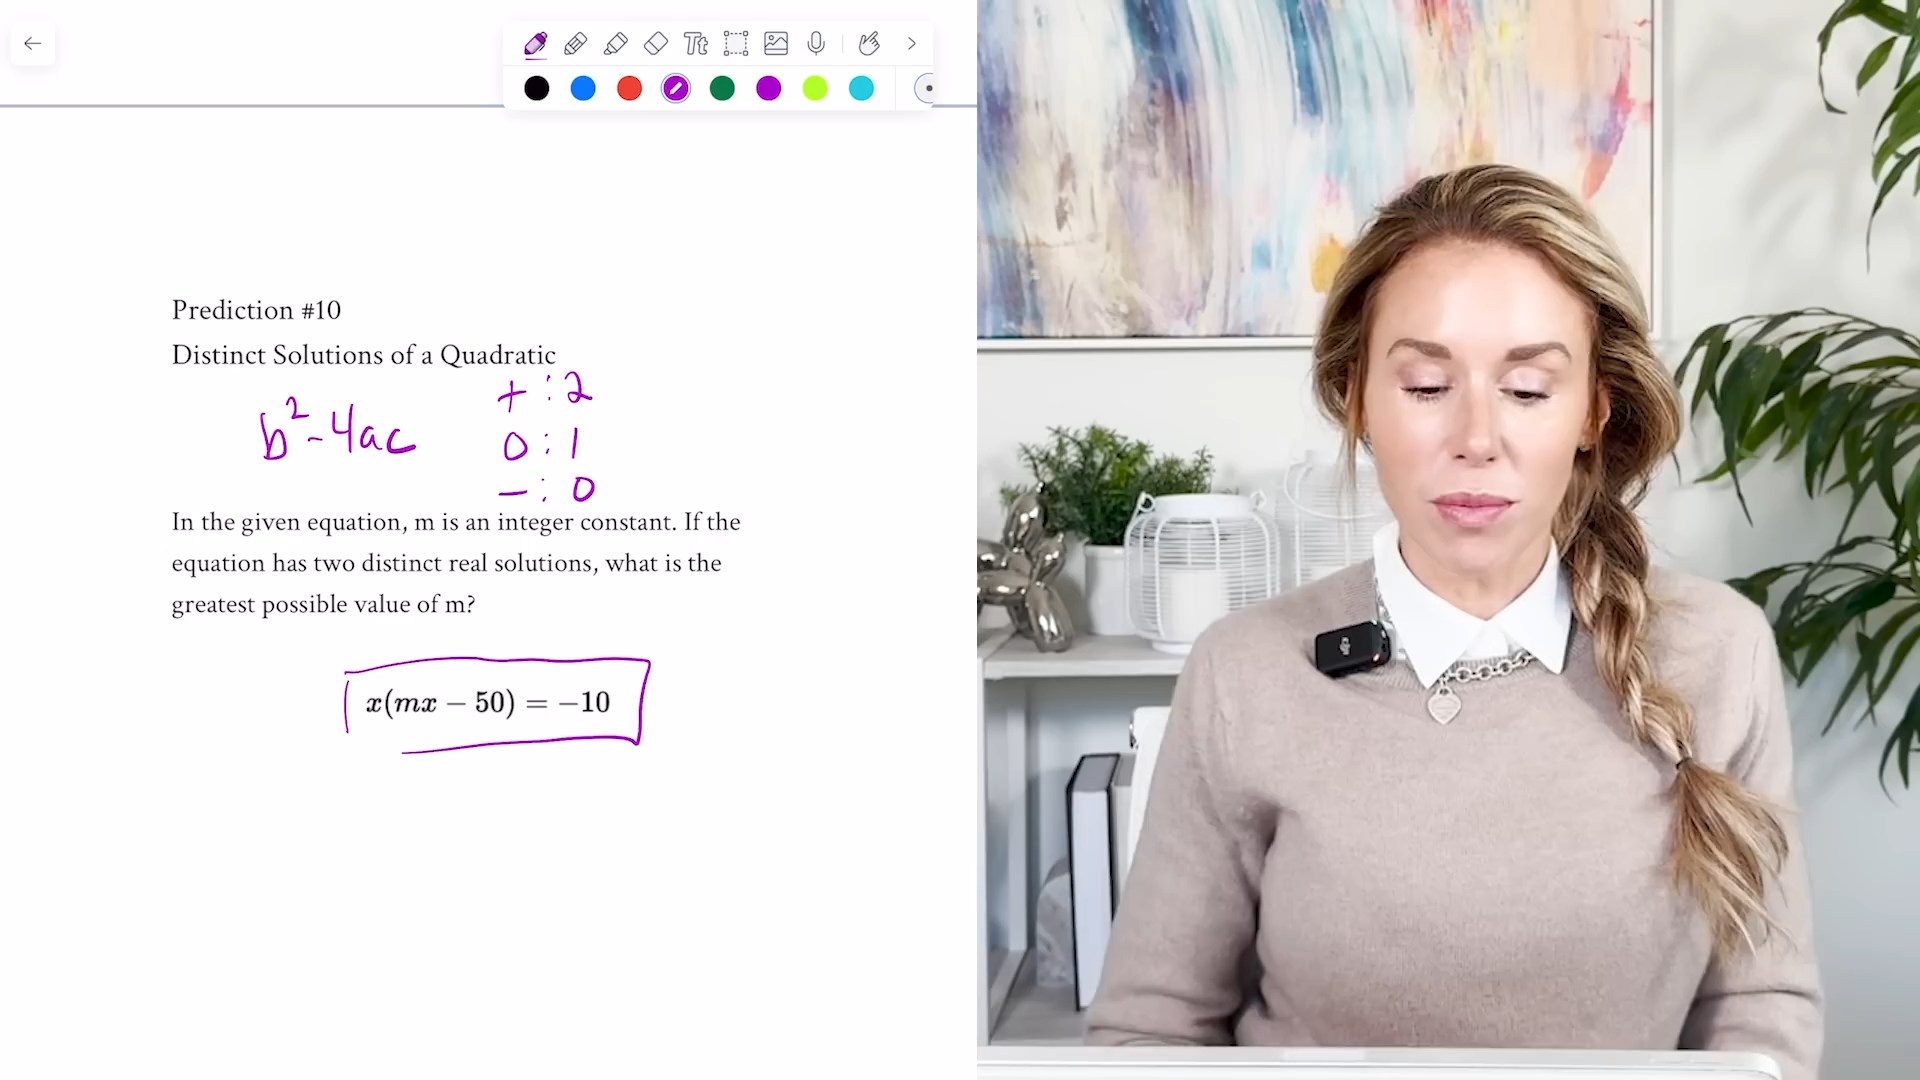 Tt
Prediction #10
Distinct Solutions of a Quadratic
b²-4ac
+ : 2
0 : 1
- : 0
In the given equation, m is an integer constant. If the
equation has two distinct real solutions, what is the
greatest possible value of m?
x(mx − 50) = −10